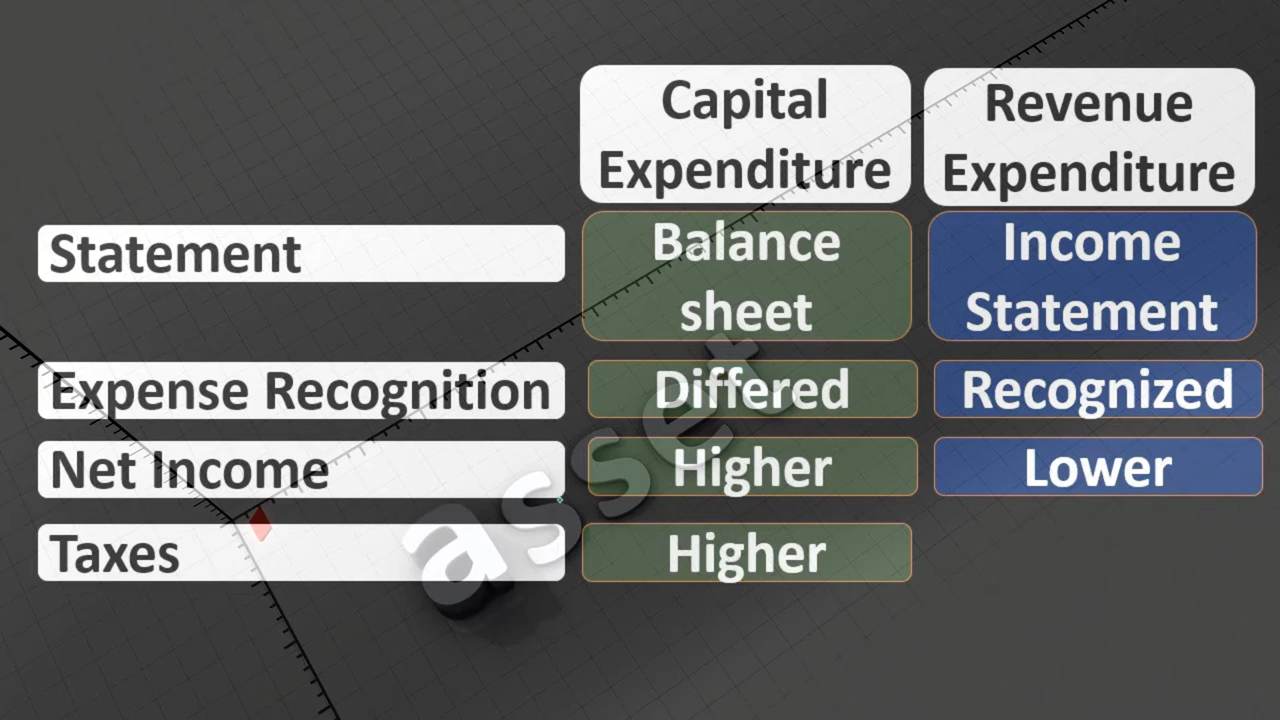 Capital
Expenditure
Revenue
Expenditure
Statement
Balance
sheet
Income
Statement
Expense Recognition
Differed
Recognized
Net Income
Higher
Lower
Taxes
Higher
asset